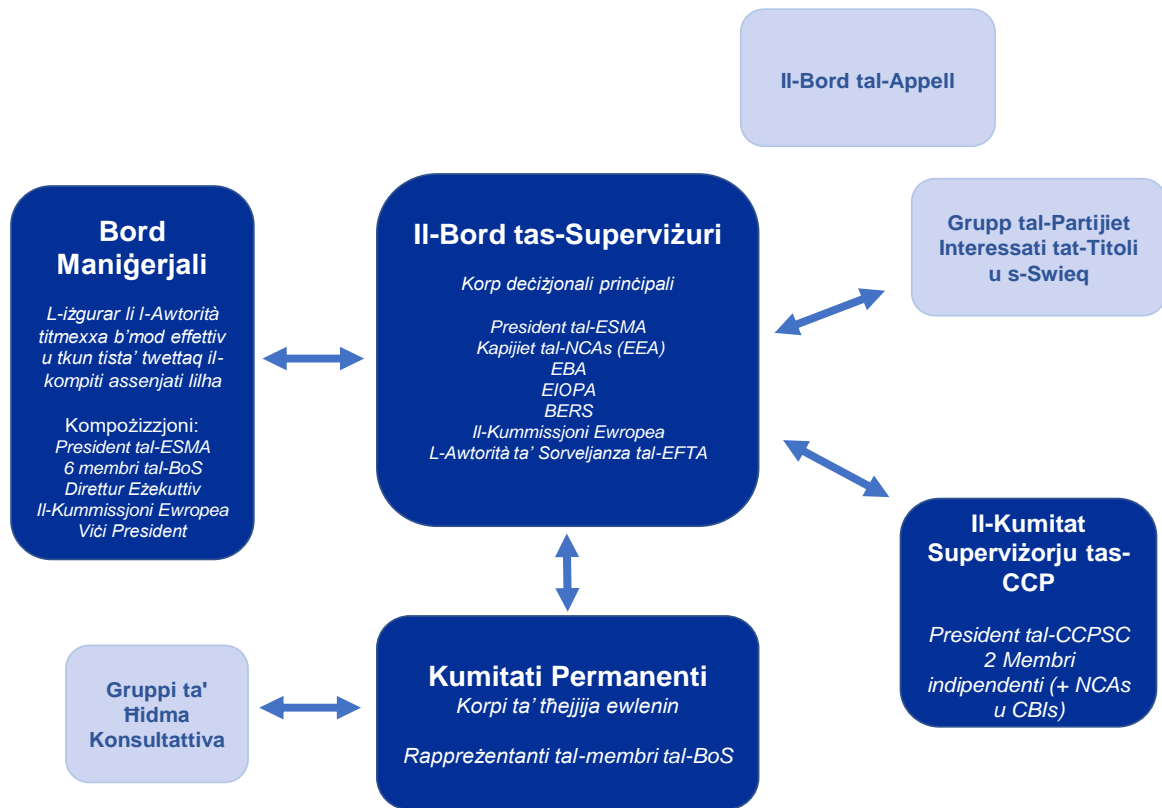 Il-Bord tal-Appell
Bord
Maniġerjali
L-iżgurar li l-Awtorità
titmexxa b'mod effettiv
u tkun tista' twettaq il-
kompiti assenjati lilha
Kompożizzjoni:
President tal-ESMA
6 membri tal-BoS
Direttur Eżekuttiv
Il-Kummissjoni Ewropea
Viċi President
Il-Bord tas-Superviżuri
Korp deċiżjonali prinċipali
President tal-ESMA
Kapijiet tal-NCAs (EEA)
EBA
EIOPA
BERS
Il-Kummissjoni Ewropea
L-Awtorità ta' Sorveljanza tal-EFTA
Grupp tal-Partijiet
Interessati tat-Titoli
u s-Swieq
Il-Kumitat
Superviżorju tas-
CCP
President tal-CCPSC
2 Membri
indipendenti (+ NCAs
u CBIs)
Gruppi ta'
Ħidma
Konsultattiva
Kumitati Permanenti
Korpi ta' tħejjija ewlenin
Rappreżentanti tal-membri tal-BoS